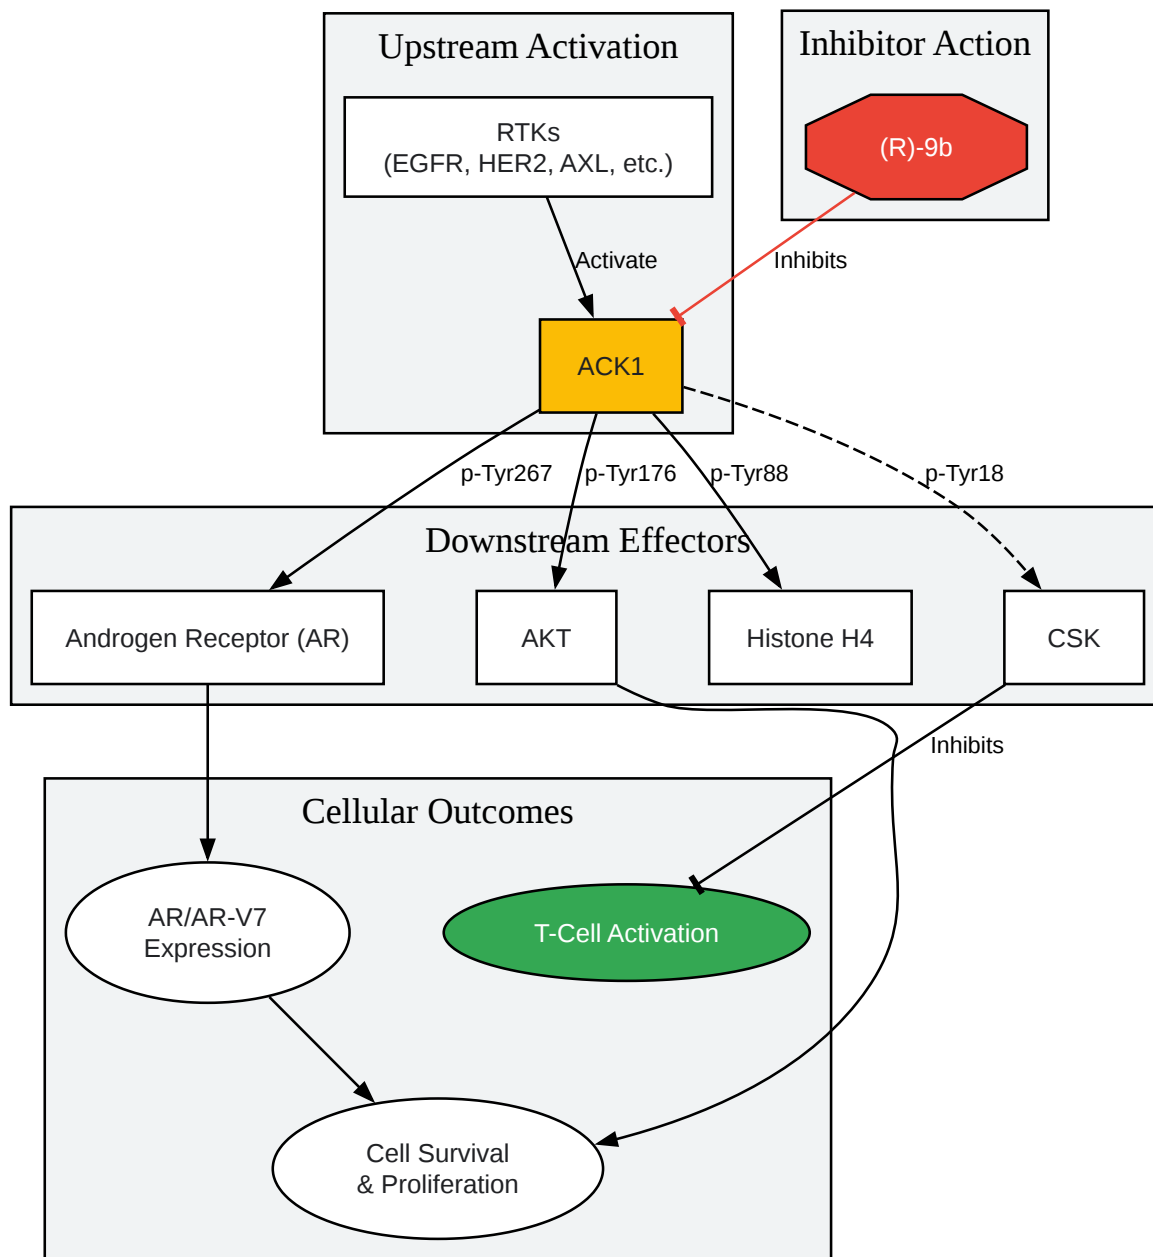 Upstream Activation
Inhibitor Action
RTKs
(EGFR, HER2, AXL, etc.)
(R)-9b
Activate
Inhibits
ACK1
p-Tyr267
p-Tyr176
p-Tyr88
p-Tyr18
Downstream Effectors
Androgen Receptor (AR)
AKT
Histone H4
CSK
Inhibits
Cellular Outcomes
AR/AR-V7
Expression
T-Cell Activation
Cell Survival
& Proliferation